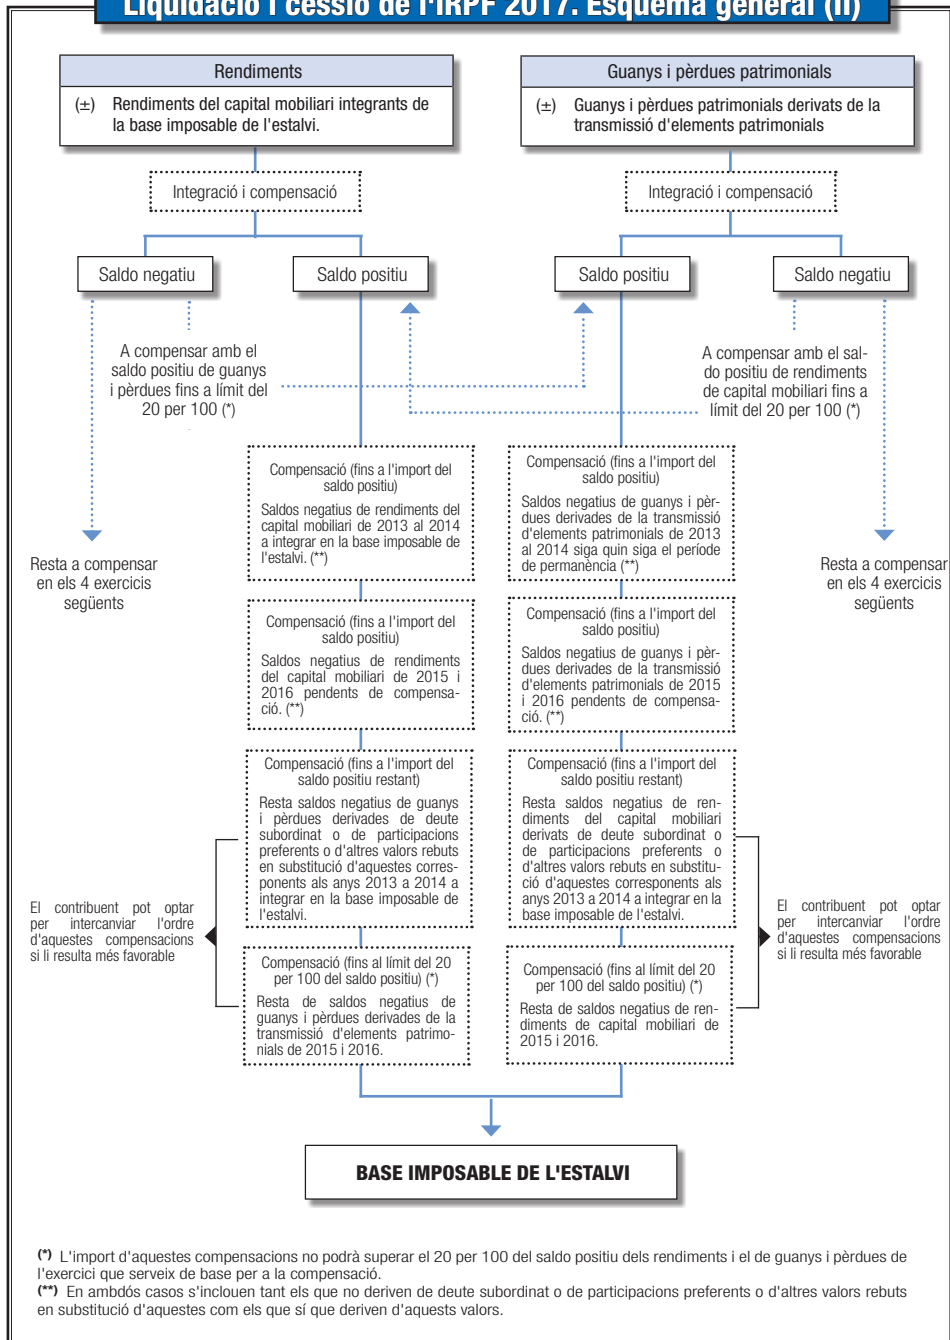 Liquidació i cessió de l'IRPF 2017. Esquema general (II)
Rendiments
(±) Rendiments del capital mobiliari integrants de
la base imposable de l'estalvi.
Guanys i pèrdues patrimonials
(±) Guanys i pèrdues patrimonials derivats de la
transmissió d'elements patrimonials
Integració i compensació
Integració i compensació
Saldo negatiu
Saldo positiu
Saldo positiu
Saldo negatiu
A compensar amb el
saldo positiu de guanys
i pèrdues fins a límit del
20 per 100 (*)
A compensar amb el sal-
do positiu de rendiments
de capital mobiliari fins a
límit del 20 per 100 (*)
Resta a compensar
en els 4 exercicis
següents
Compensació (fins a l'import del
saldo positiu)
Saldos negatius de rendiments del
capital mobiliari de 2013 al 2014
a integrar en la base imposable de
l'estalvi. (**)
Compensació (fins a l'import del
saldo positiu)
Saldos negatius de guanys i pèr-
dues derivades de la transmissió
d'elements patrimonials de 2013
al 2014 siga quin siga el període
de permanència (**)
Resta a compensar
en els 4 exercicis
següents
Compensació (fins a l'import del
saldo positiu)
Saldos negatius de rendiments
del capital mobiliari de 2015 i
2016 pendents de compensa-
ció. (**)
Compensació (fins a l'import del
saldo positiu)
Saldos negatius de guanys i pèr-
dues derivades de la transmissió
d'elements patrimonials de 2015
i 2016 pendents de compensa-
ció. (**)
Compensació (fins a l'import del
saldo positiu restant)
Resta saldos negatius de guanys
i pèrdues derivades de deute
subordinat o de participacions
preferents o d'altres valors rebuts
en substitució d'aquestes corres-
ponents als anys 2013 a 2014 a
integrar en la base imposable de
l'estalvi.
Compensació (fins a l'import del
saldo positiu restant)
Resta saldos negatius de ren-
diments del capital mobiliari
derivats de deute subordinat o
de participacions preferents o
d'altres valors rebuts en substitu-
ció d'aquestes corresponents als
anys 2013 a 2014 a integrar en la
base imposable de l'estalvi.
El contribuent pot optar
per intercanviar l'ordre
d'aquestes compensacions
si li resulta més favorable
El contribuent pot optar
per intercanviar l'ordre
d'aquestes compensacions
si li resulta més favorable
Compensació (fins al límit del 20
per 100 del saldo positiu) (*)
Resta de saldos negatius de
guanys i pèrdues derivades de la
transmissió d'elements patrimo-
nials de 2015 i 2016.
Compensació (fins al límit del 20
per 100 del saldo positiu) (*)
Resta de saldos negatius de ren-
diments de capital mobiliari de
2015 i 2016.
BASE IMPOSABLE DE L'ESTALVI
(*) L'import d'aquestes compensacions no podrà superar el 20 per 100 del saldo positiu dels rendiments i el de guanys i pèrdues de
l'exercici que serveix de base per a la compensació.
(**) En ambdós casos s'inclouen tant els que no deriven de deute subordinat o de participacions preferents o d'altres valors rebuts
en substitució d'aquestes com els que sí que deriven d'aquests valors.